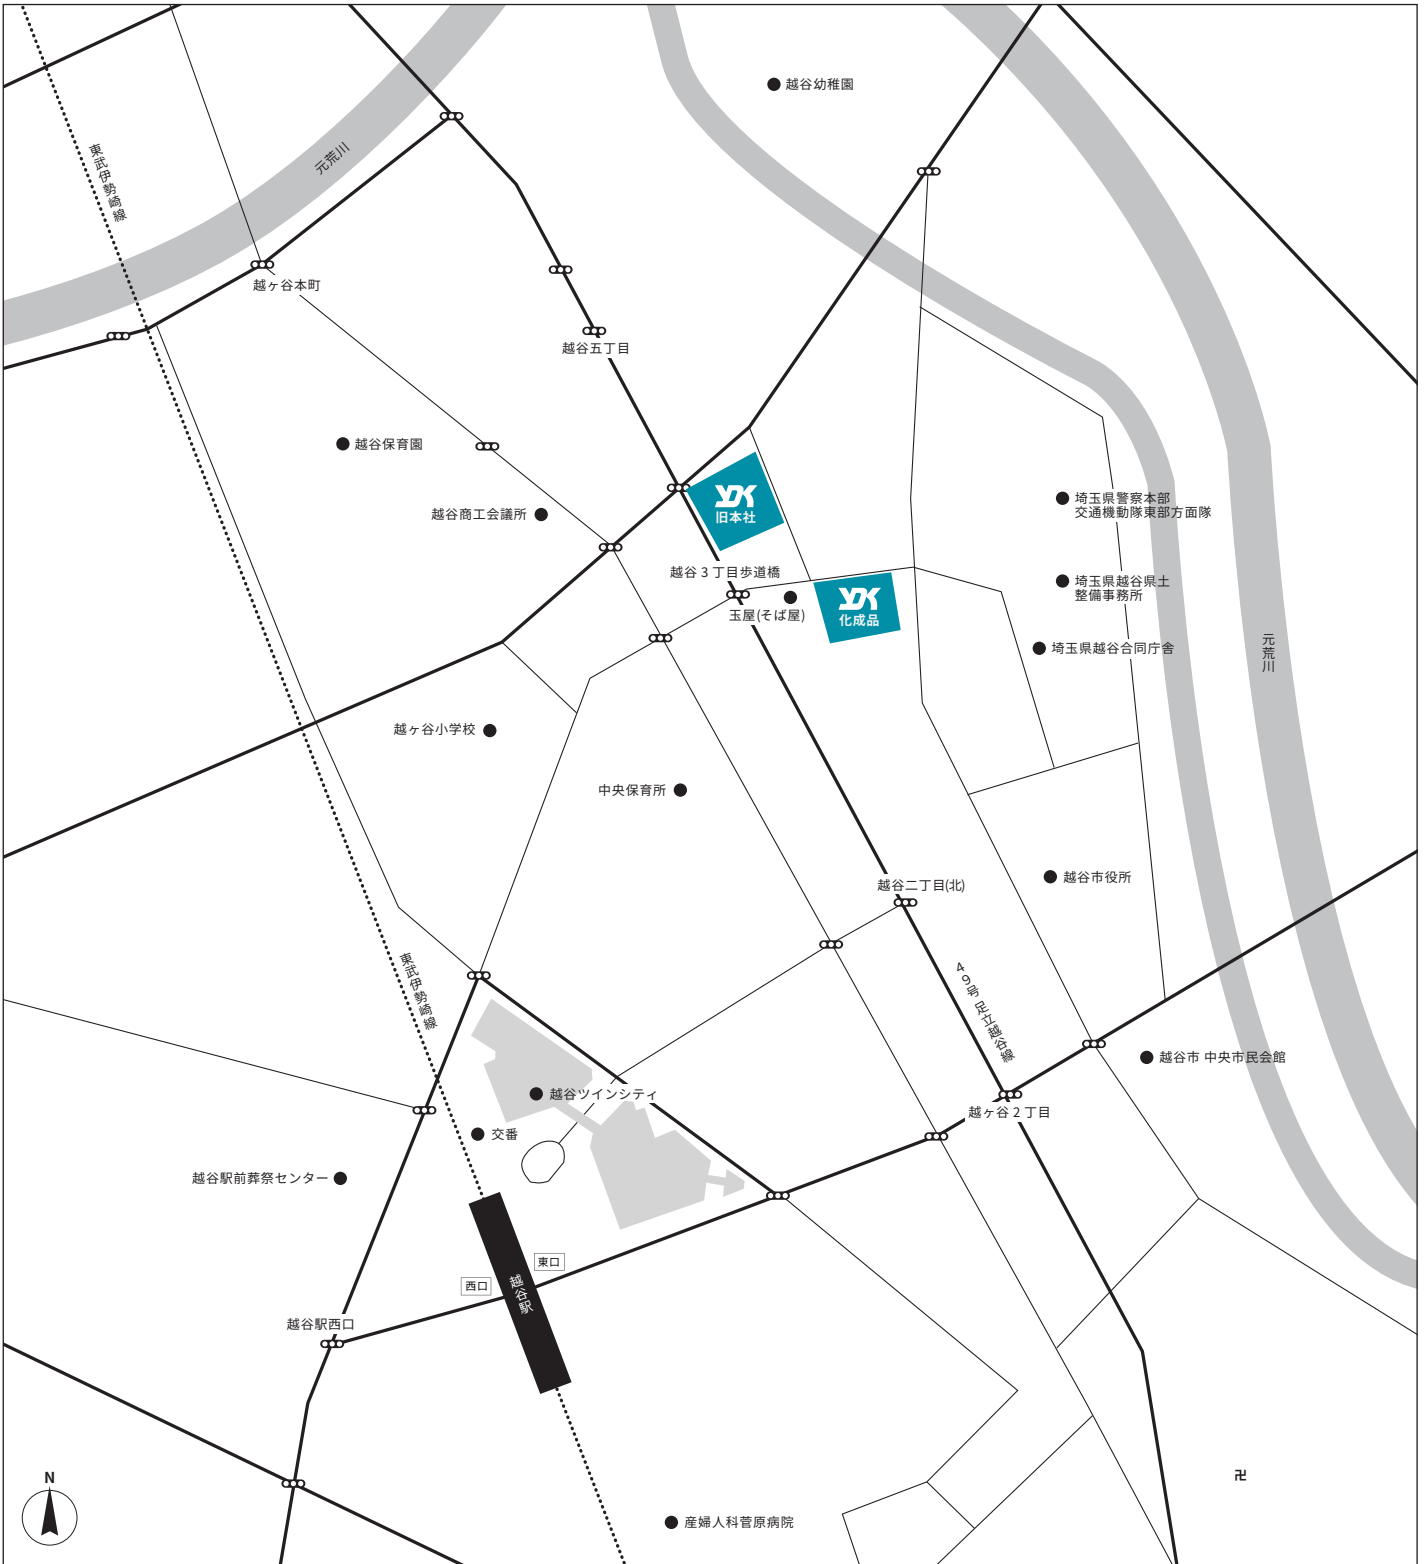 越谷幼稚園
東武伊勢崎線
元荒川
越ヶ谷本町
越谷五丁目
越谷保育園
越谷商工会議所
YDK
旧本社
埼玉県警察本部
交通機動隊東部方面隊
越谷3丁目歩道橋
玉屋(そば屋)
YDK
化成品
埼玉県越谷県土
整備事務所
埼玉県越谷合同庁舎
元荒川
越ヶ谷小学校
中央保育所
越谷二丁目(北)
越谷市役所
東武伊勢崎線
49号 足立越谷線
越谷市 中央市民会館
越谷ツインシティ
越ヶ谷2丁目
交番
越谷駅前葬祭センター
東口
西口
越谷駅
越谷駅西口
N
産婦人科菅原病院
卍